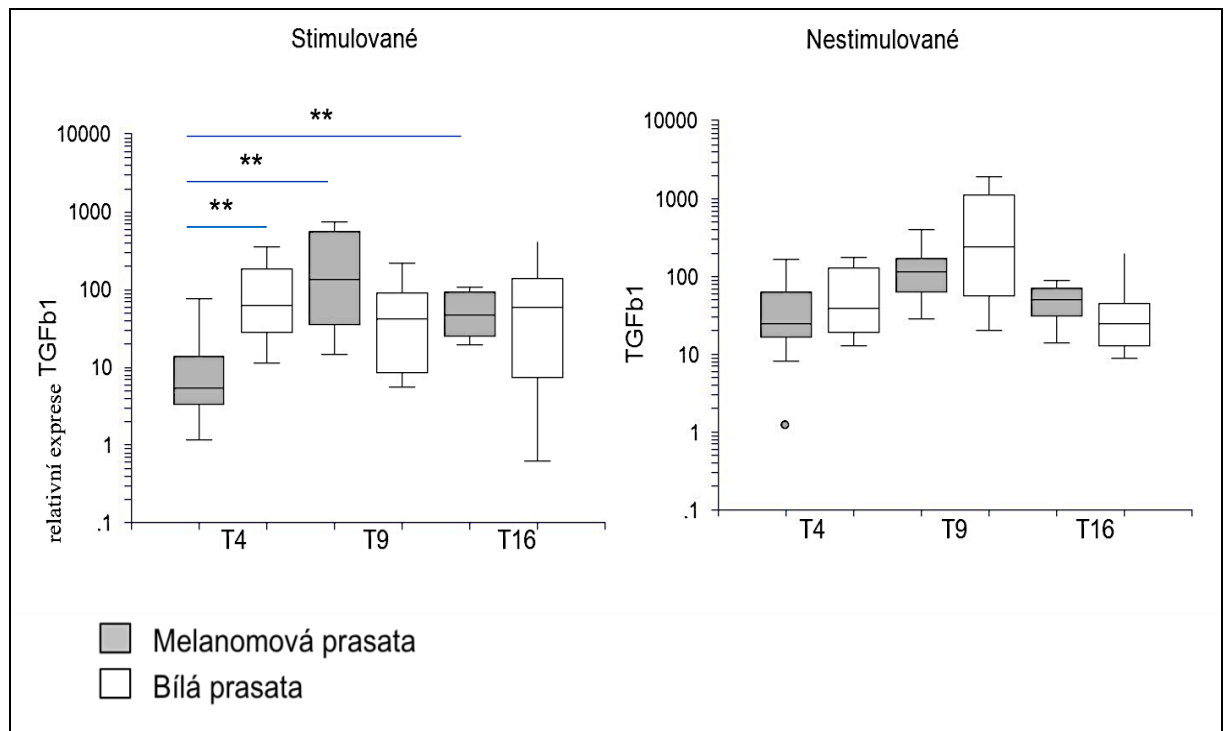 Stimulované
Nestimulované
**
**
**
10000
1000
100
10
1
.1
relativní exprese TGFb1
T4
T9
T16
10000
1000
100
10
1
.1
TGFb1
T4
T9
T16
Melanomová prasata
Bílá prasata